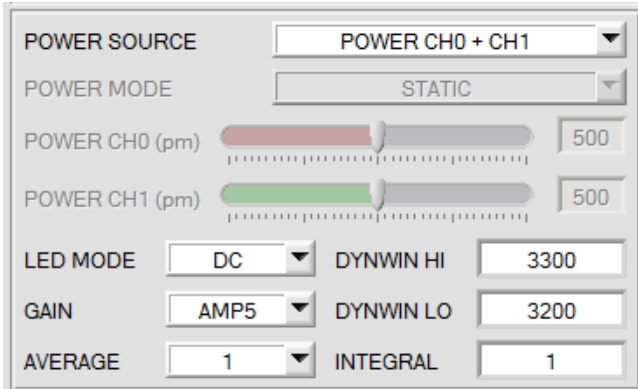 POWER SOURCE POWER CH0 + CH1
POWER MODE STATIC
POWER CH0 (pm) 500
POWER CH1 (pm) 500
LED MODE DC DYNWIN HI 3300
GAIN AMP5 DYNWIN LO 3200
AVERAGE 1 INTEGRAL 1